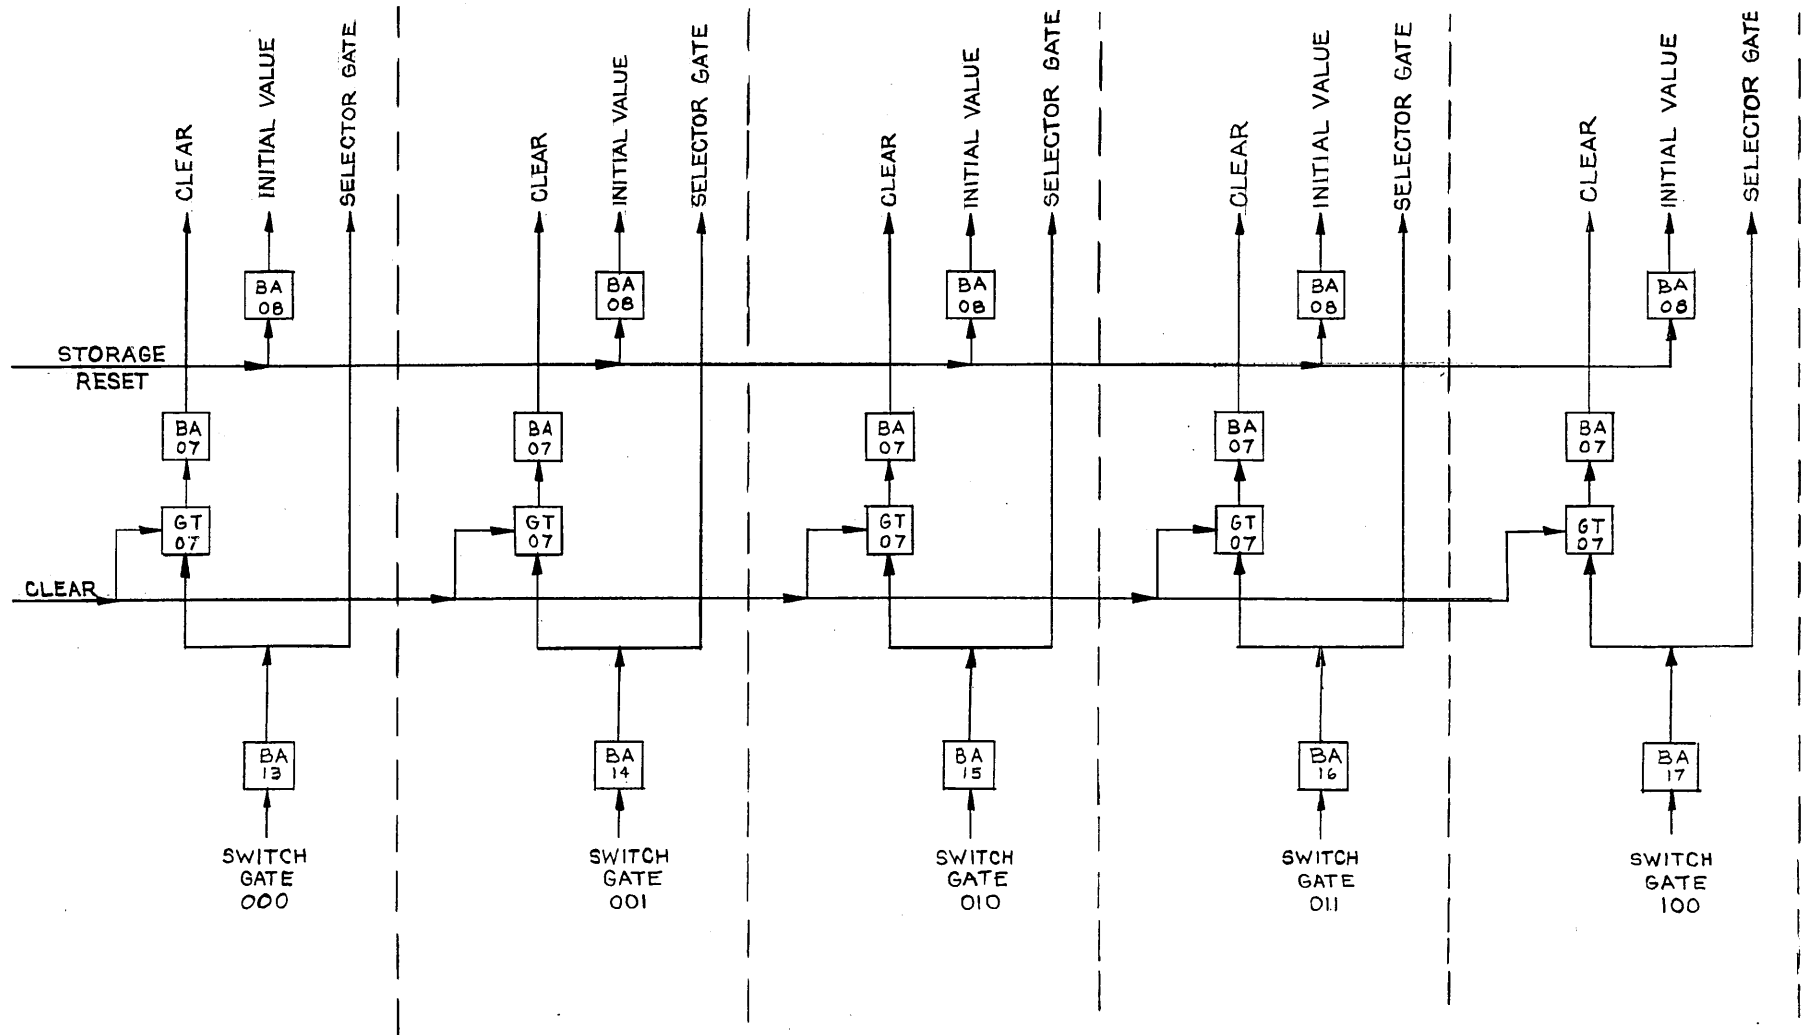 CLEAR
INITIAL VALUE
SELECTOR GATE
CLEAR
INITIAL VALUE
SELECTOR GATE
CLEAR
INITIAL VALUE
SELECTOR GATE
CLEAR
INITIAL VALUE
SELECTOR GATE
CLEAR
INITIAL VALUE
SELECTOR GATE
BA
08
BA
08
BA
08
BA
08
BA
08
STORAGE
RESET
BA
07
BA
07
BA
07
BA
07
BA
07
GT
07
GT
07
GT
07
GT
07
GT
07
CLEAR
BA
13
BA
14
BA
15
BA
16
BA
17
SWITCH
GATE
000
SWITCH
GATE
001
SWITCH
GATE
010
SWITCH
GATE
011
SWITCH
GATE
100